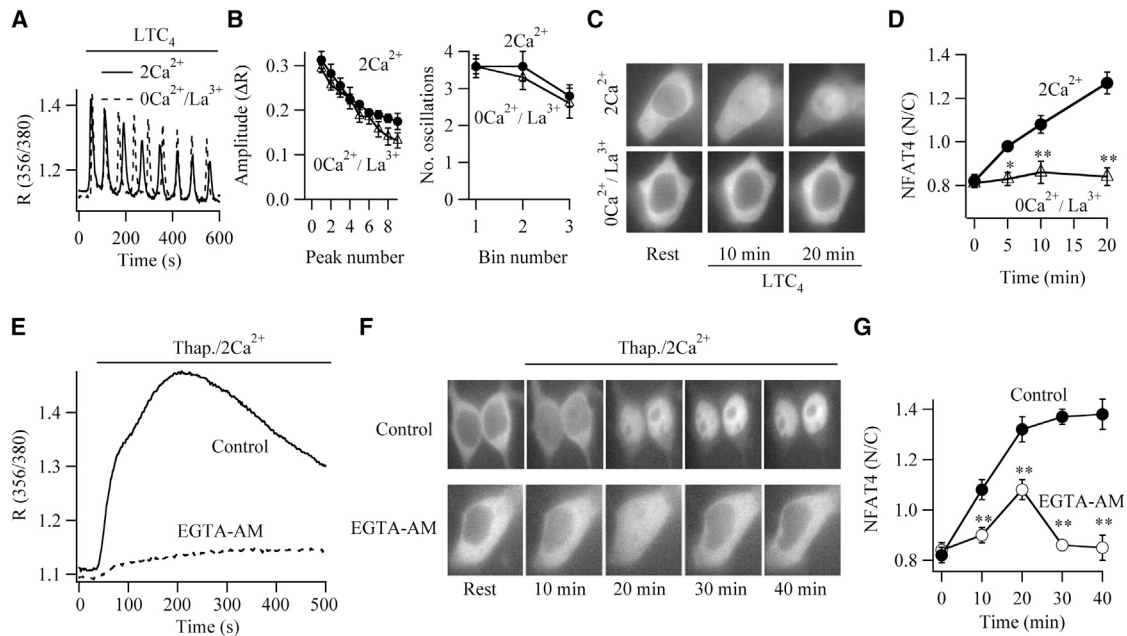 A
LTC4
2Ca2+
0Ca2+/La3+
R (356/380)
1.4
1.2
0 200 400 600
Time (s)
B
Amplitude (ΔR)
0.3
0.2
0.1
0.0
2Ca2+
0Ca2+/ La3+
0 2 4 6 8
Peak number
No. oscillations
4
3
2
1
0
2Ca2+
0Ca2+/ La3+
1 2 3
Bin number
C
2Ca2+
0Ca2+/ La3+
Rest 10 min 20 min
LTC4
D
NFAT4 (N/C)
1.4
1.2
1.0
0.8
2Ca2+
* ** **
0Ca2+/ La3+
0 5 10 15 20
Time (min)
E
Thap./2Ca2+
R (356/380)
1.4
1.3
1.2
1.1
Control
EGTA-AM
0 100 200 300 400 500
Time (s)
F
Thap./2Ca2+
Control
EGTA-AM
Rest 10 min 20 min 30 min 40 min
G
NFAT4 (N/C)
1.4
1.2
1.0
0.8
Control
EGTA-AM
** ** ** **
0 10 20 30 40
Time (min)